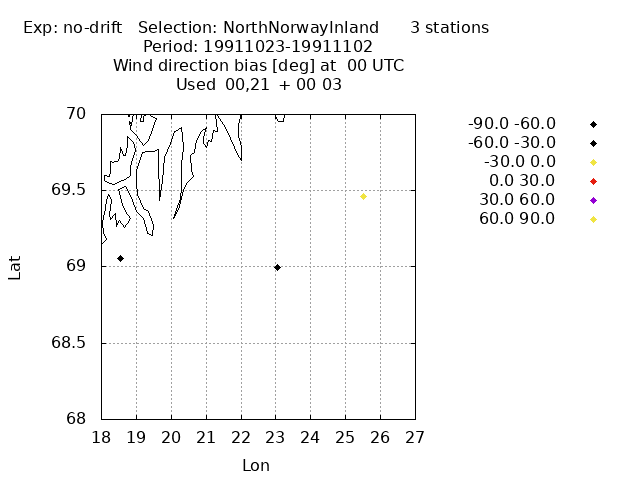 Exp: no-drift Selection: NorthNorwayInland 3 stations
Period: 19911023-19911102
Wind direction bias [deg] at 00 UTC
Used 00,21 + 00 03
70
69.5
69
68.5
68
Lat
18 19 20 21 22 23 24 25 26 27
Lon
-90.0 -60.0
-60.0 -30.0
-30.0 0.0
0.0 30.0
30.0 60.0
60.0 90.0